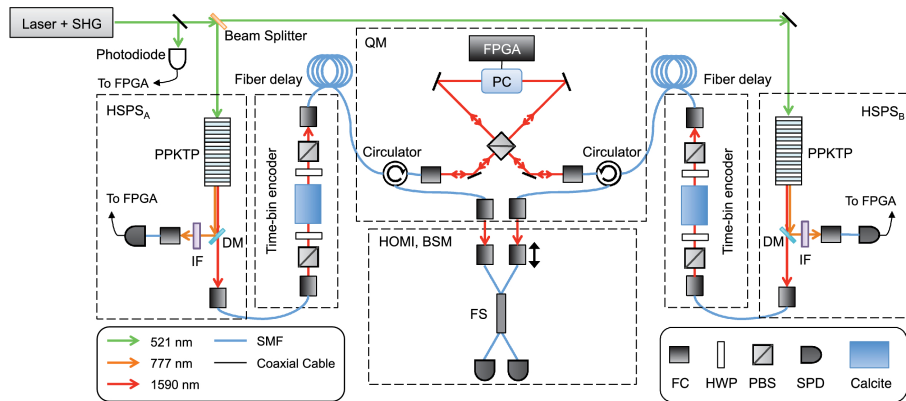 Laser + SHG
Beam Splitter
Photodiode
To FPGA
HSPS_A
PPKTP
To FPGA
IF
DM
Fiber delay
Time-bin encoder
QM
FPGA
PC
Circulator
Circulator
HOMI, BSM
FS
Fiber delay
Time-bin encoder
HSPS_B
PPKTP
To FPGA
DM
IF
521 nm
777 nm
1590 nm
SMF
Coaxial Cable
FC
HWP
PBS
SPD
Calcite